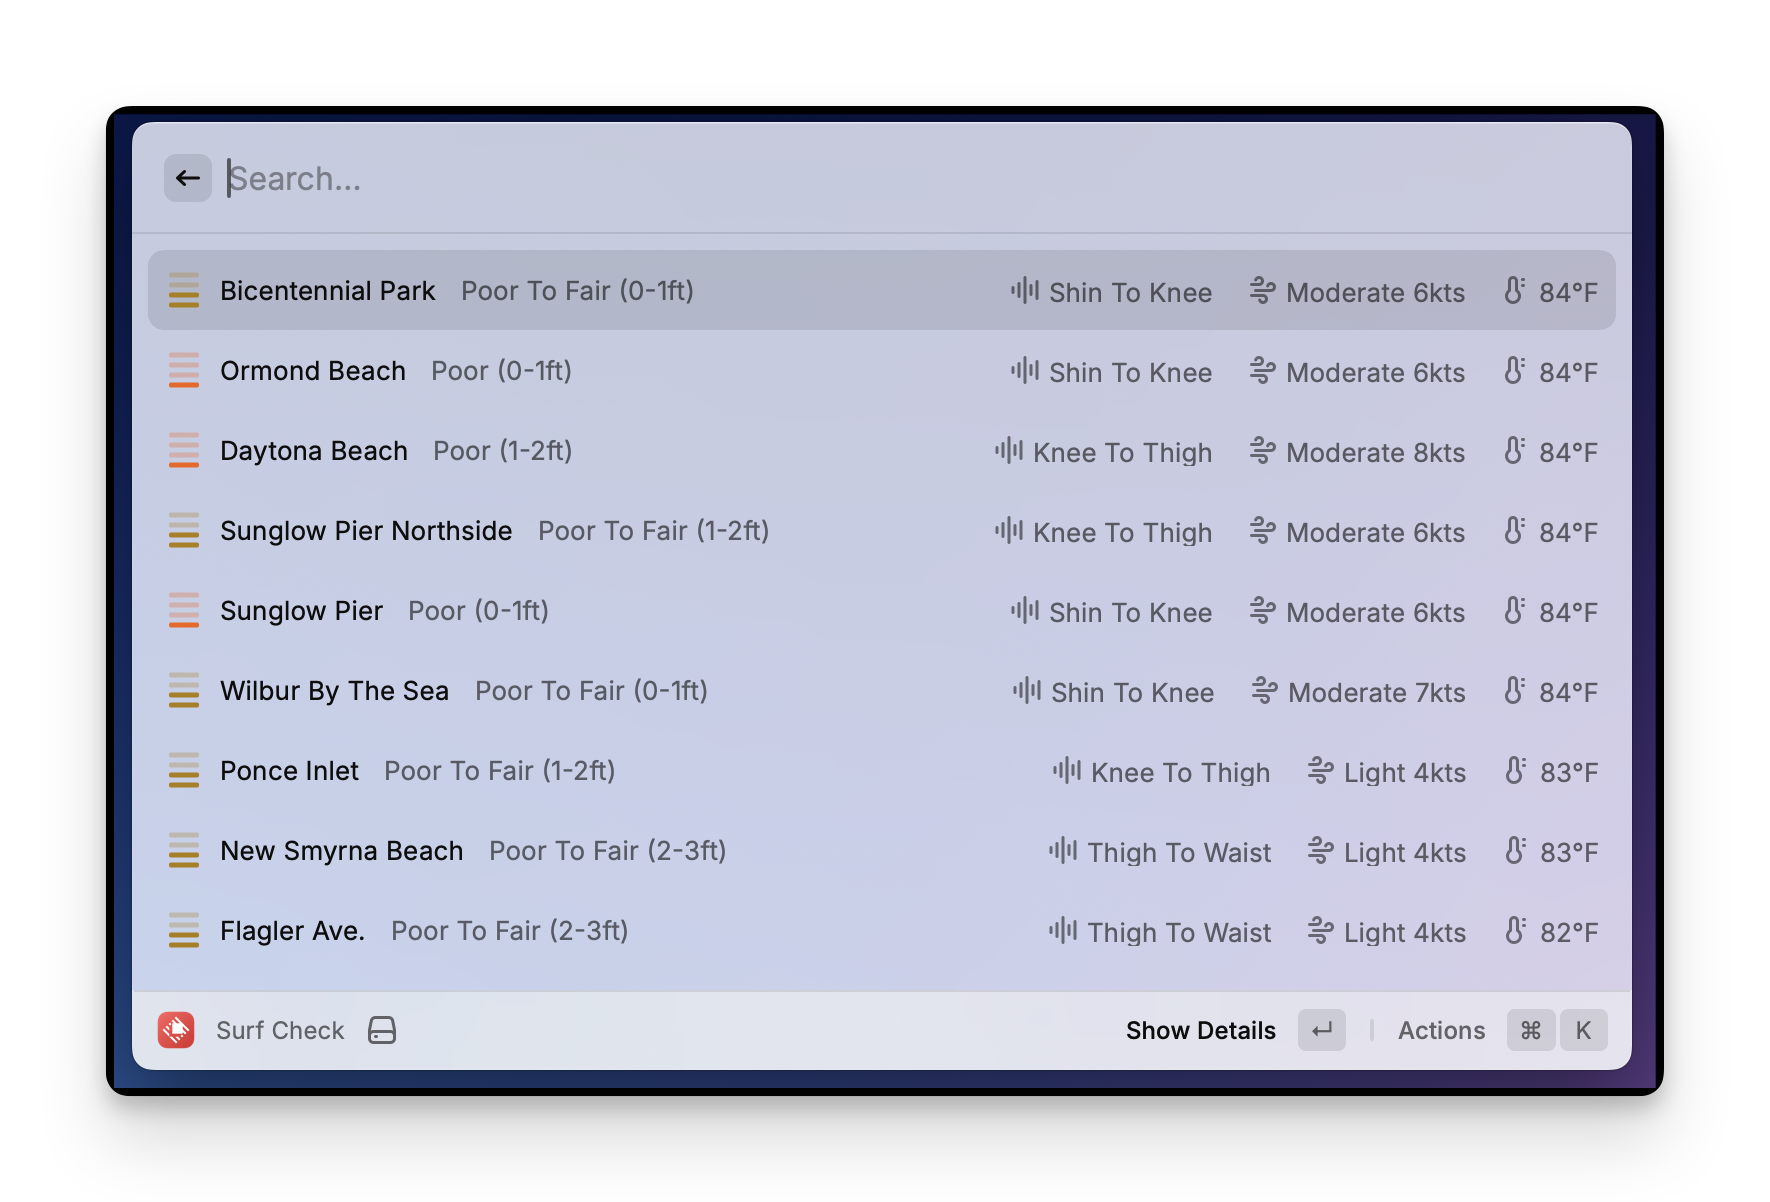 Search...
Bicentennial Park Poor To Fair (0-1ft) Shin To Knee Moderate 6kts 84°F
Ormond Beach Poor (0-1ft) Shin To Knee Moderate 6kts 84°F
Daytona Beach Poor (1-2ft) Knee To Thigh Moderate 8kts 84°F
Sunglow Pier Northside Poor To Fair (1-2ft) Knee To Thigh Moderate 6kts 84°F
Sunglow Pier Poor (0-1ft) Shin To Knee Moderate 6kts 84°F
Wilbur By The Sea Poor To Fair (0-1ft) Shin To Knee Moderate 7kts 84°F
Ponce Inlet Poor To Fair (1-2ft) Knee To Thigh Light 4kts 83°F
New Smyrna Beach Poor To Fair (2-3ft) Thigh To Waist Light 4kts 83°F
Flagler Ave. Poor To Fair (2-3ft) Thigh To Waist Light 4kts 82°F
Surf Check Show Details ↵ Actions ⌘ K